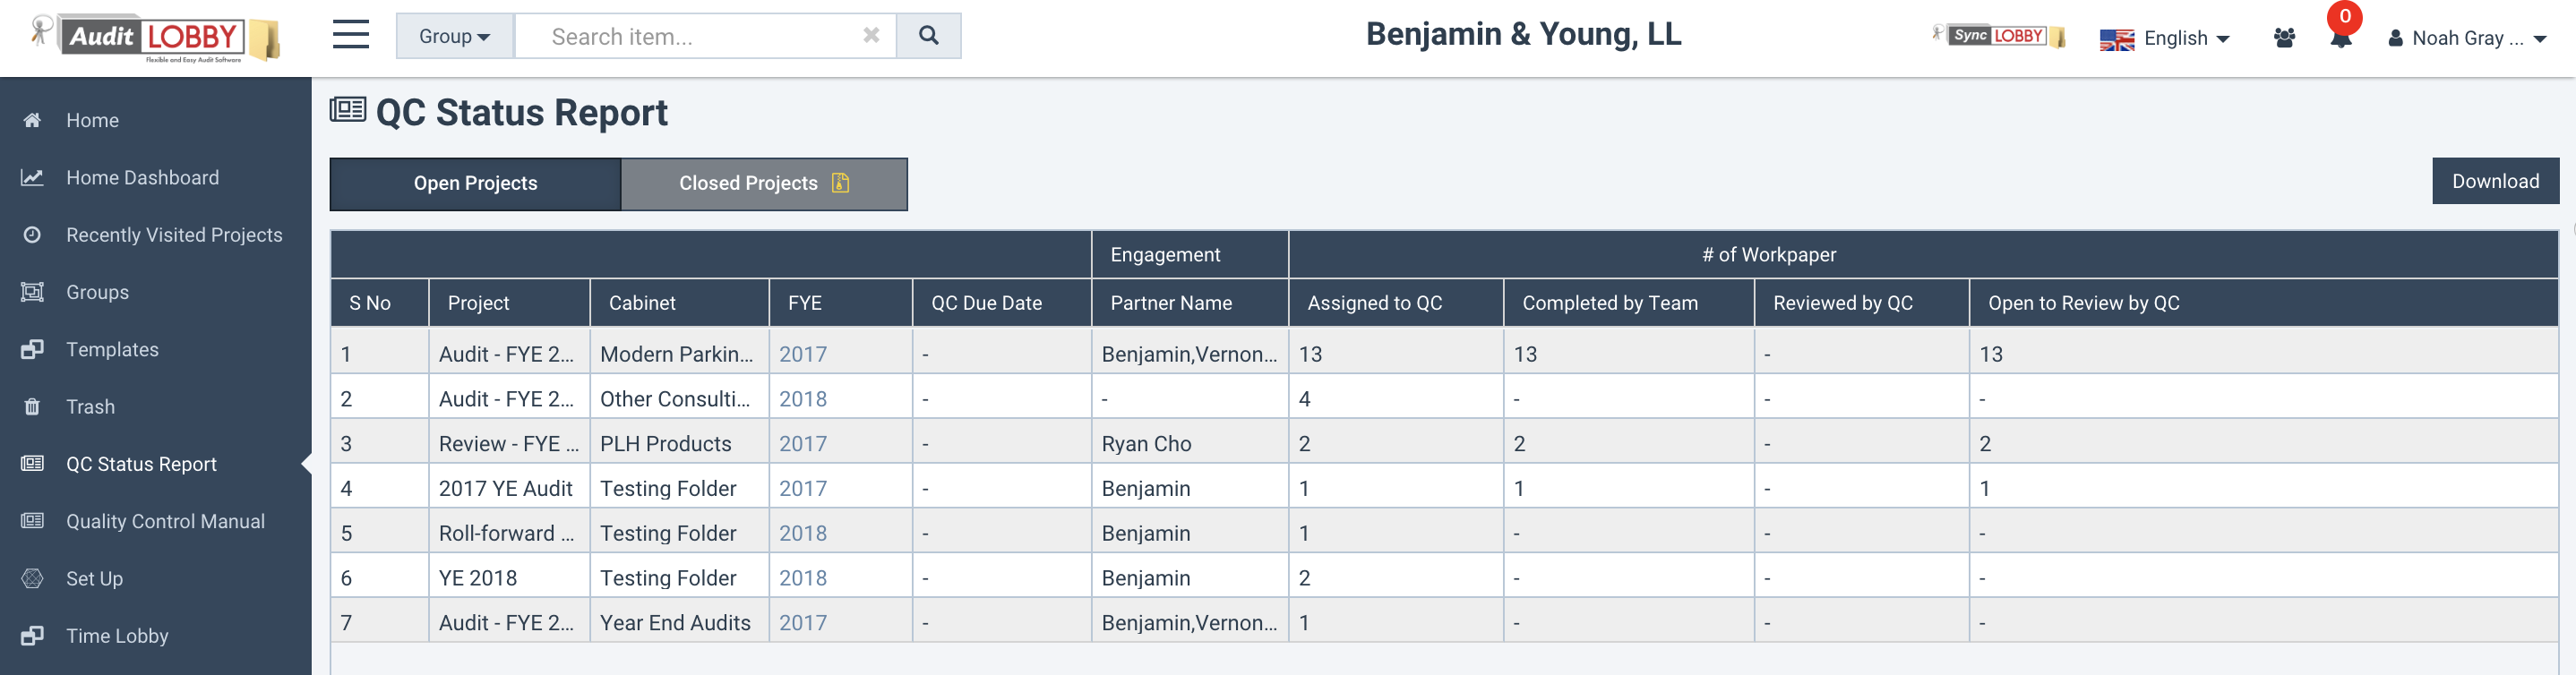 Audit LOBBY
Flexible and Easy Audit Software
Group
Search item...
Benjamin & Young, LL
Sync LOBBY
English
0
Noah Gray ...
Home
Home Dashboard
Recently Visited Projects
Groups
Templates
Trash
QC Status Report
Quality Control Manual
Set Up
Time Lobby
QC Status Report
Open Projects
Closed Projects
Download
Engagement # of Workpaper
S No Project Cabinet FYE QC Due Date Partner Name Assigned to QC Completed by Team Reviewed by QC Open to Review by QC
1 Audit - FYE 2... Modern Parkin... 2017 - Benjamin,Vernon... 13 13 - 13
2 Audit - FYE 2... Other Consulti... 2018 - - 4 - - -
3 Review - FYE ... PLH Products 2017 - Ryan Cho 2 2 - 2
4 2017 YE Audit Testing Folder 2017 - Benjamin 1 1 - 1
5 Roll-forward ... Testing Folder 2018 - Benjamin 1 - - -
6 YE 2018 Testing Folder 2018 - Benjamin 2 - - -
7 Audit - FYE 2... Year End Audits 2017 - Benjamin,Vernon... 1 - - -